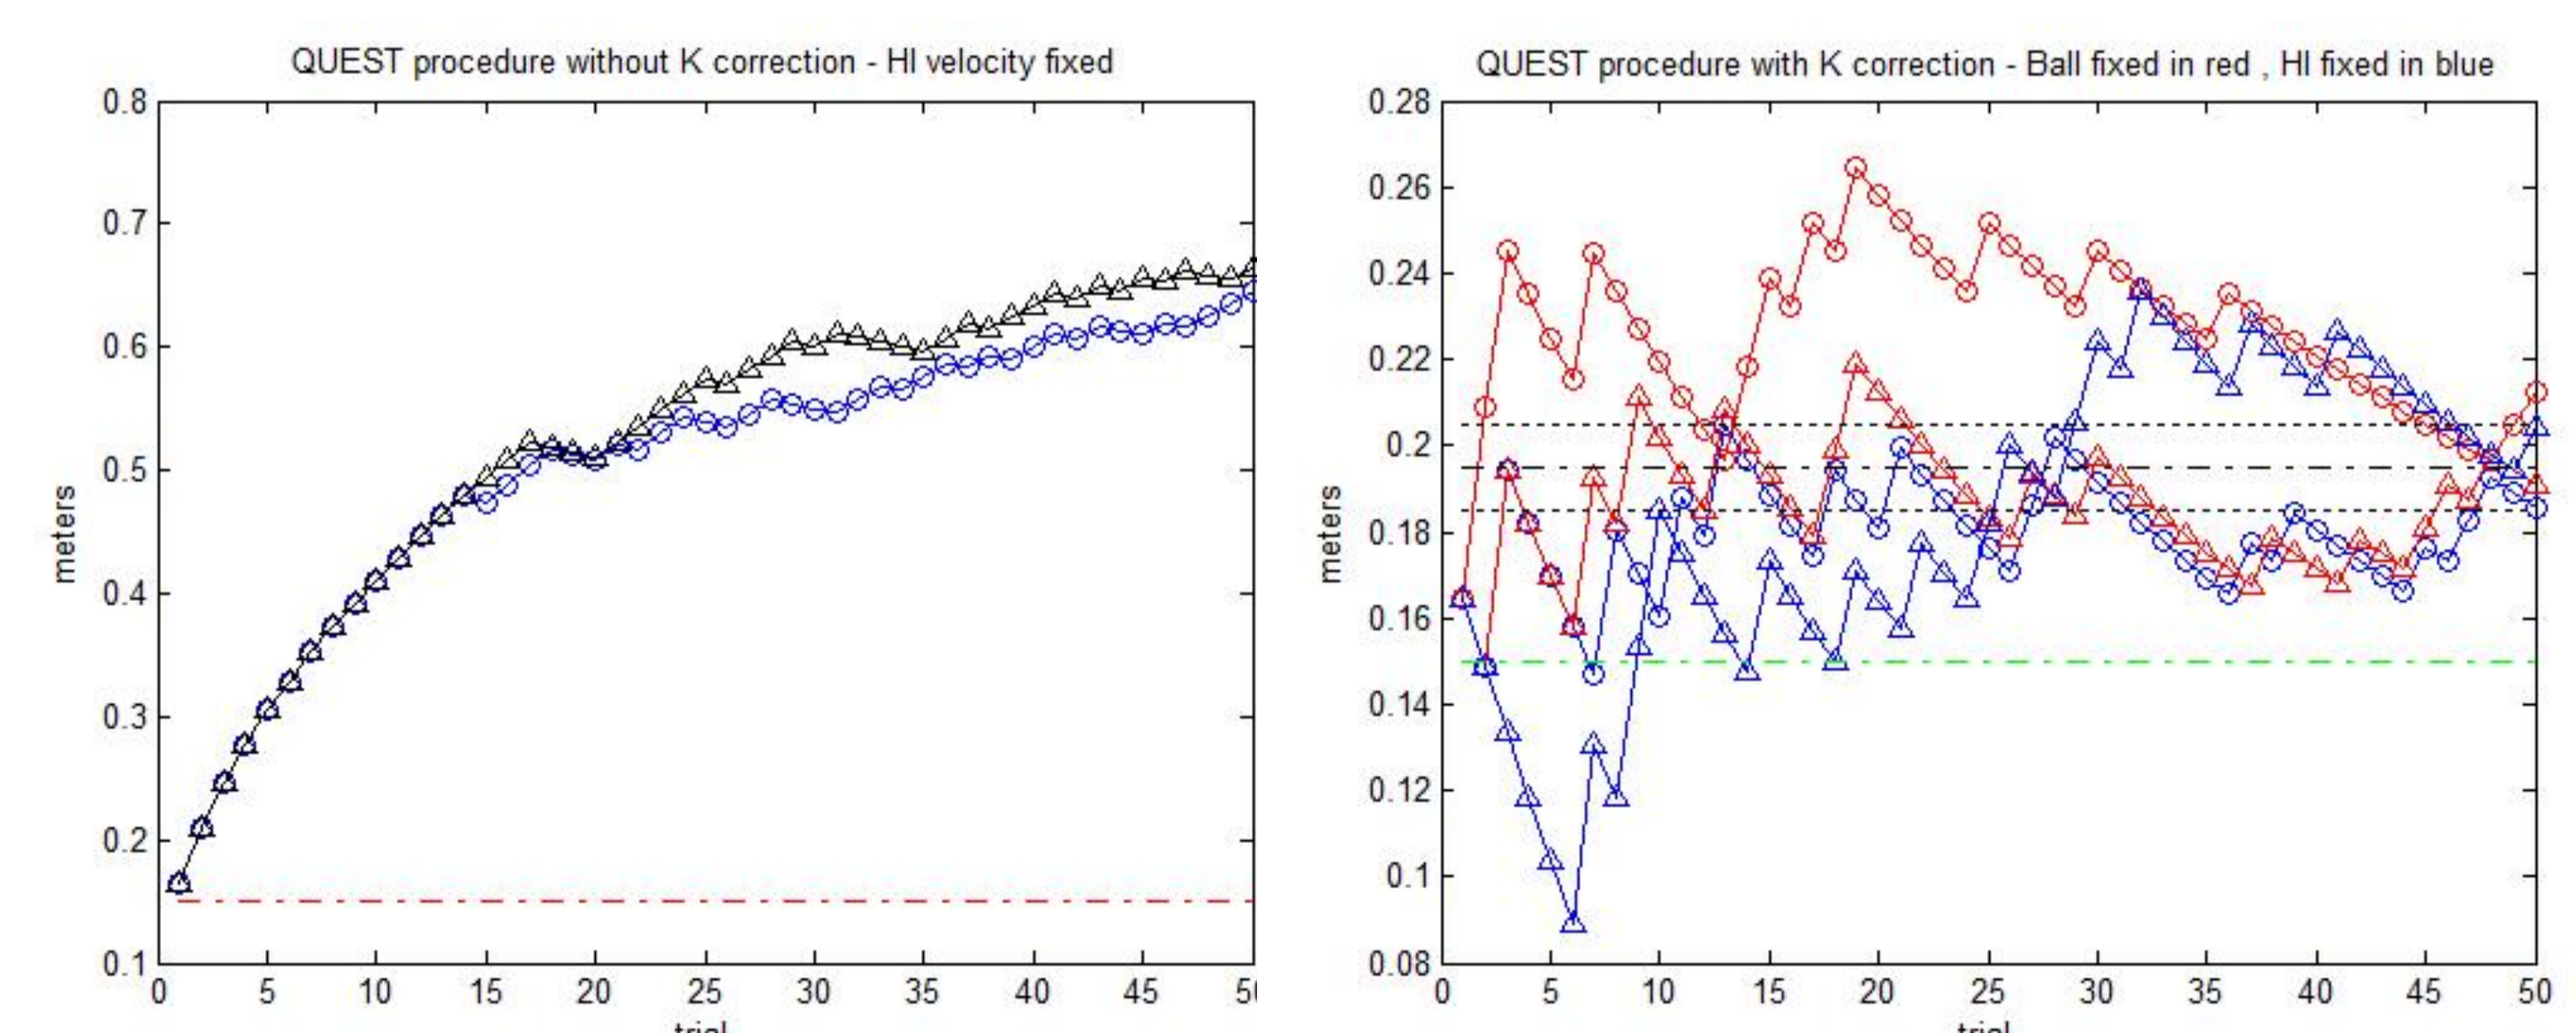 QUEST procedure without K correction - HI velocity fixed
0.8
0.7
0.6
0.5
0.4
0.3
0.2
0.1
meters
0 5 10 15 20 25 30 35 40 45
trial
QUEST procedure with K correction - Ball fixed in red , HI fixed in blue
0.28
0.26
0.24
0.22
0.2
0.18
0.16
0.14
0.12
0.1
0.08
meters
0 5 10 15 20 25 30 35 40 45 50
trial